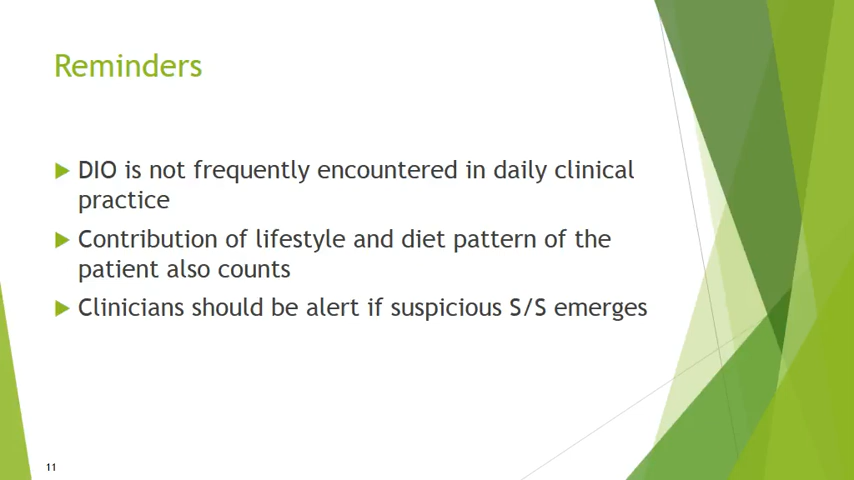 Reminders
DIO is not frequently encountered in daily clinical
practice
Contribution of lifestyle and diet pattern of the
patient also counts
Clinicians should be alert if suspicious S/S emerges
11